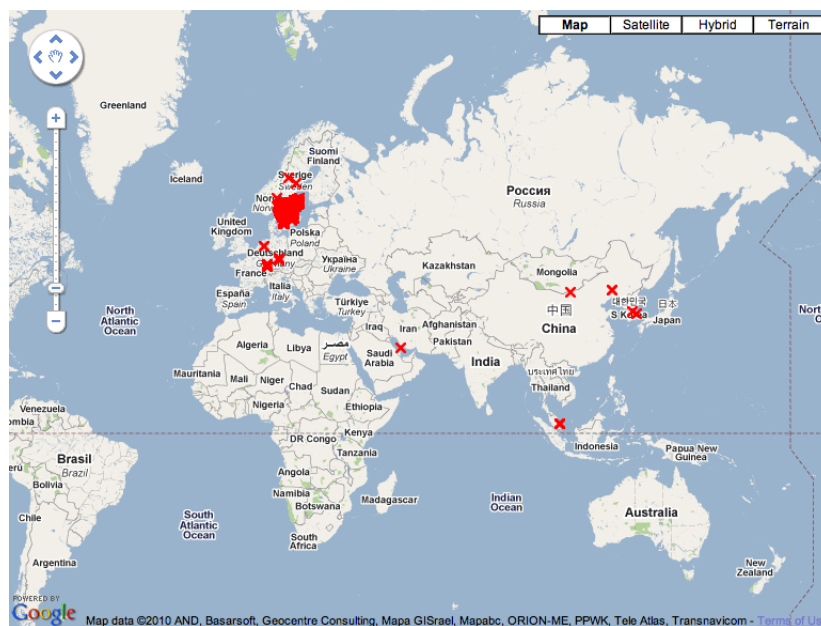 Map Satellite Hybrid Terrain
Greenland
Suomi
Finland
Iceland
Sverige
Sweden
Россия
Russia
United
Kingdom
Polska
Poland
Deutschland
Україна
Ukraine
France
Kazakhstan
Mongolia
Italia
Italy
España
Spain
Türkiye
Turkey
中国
China
대한민국
S Korea
日本
Japan
North
Atlantic
Ocean
Iraq
Iran
Afghanistan
Pakistan
Algeria
Libya
مصر
Egypt
Saudi
Arabia
India
Mauritania
Mali
Niger
Chad
Sudan
ประเทศไทย
Thailand
Nigeria
Ethiopia
Venezuela
ombia
DR Congo
Kenya
Tanzania
Indonesia
Papua New
Guinea
Brasil
Brazil
Bolivia
Angola
Namibia
Botswana
Madagascar
Indian
Ocean
Australia
South
Atlantic
Ocean
Chile
South
Africa
Argentina
New
Zealand
POWERED BY
Google
Map data ©2010 AND, Basarsoft, Geocentre Consulting, Mapa GISrael, Mapabc, ORION-ME, PPWK, Tele Atlas, Transnavicom - Terms of Us